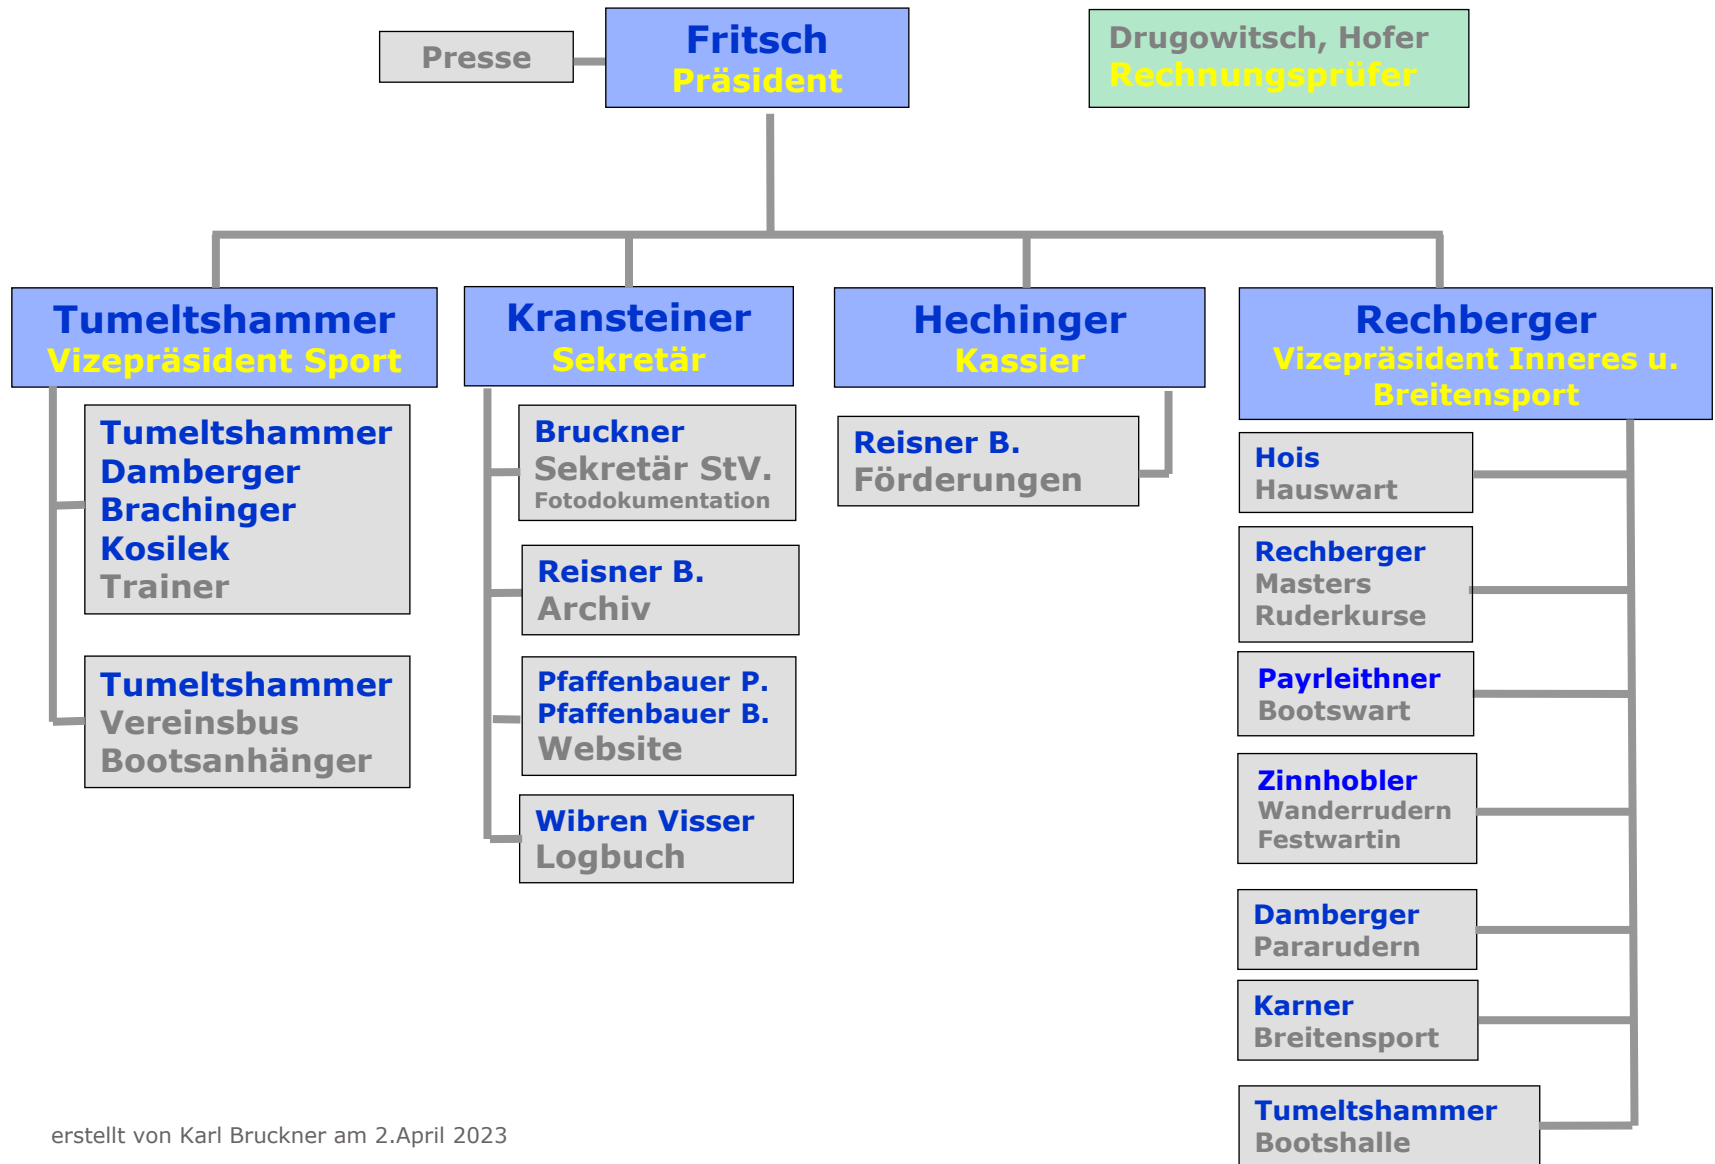 Presse
Fritsch
Präsident
Drugowitsch, Hofer
Rechnungsprüfer
Tumeltshammer
Vizepräsident Sport
Tumeltshammer
Damberger
Brachinger
Kosilek
Trainer
Tumeltshammer
Vereinsbus
Bootsanhänger
Kransteiner
Sekretär
Bruckner
Sekretär StV.
Fotodokumentation
Reisner B.
Archiv
Pfaffenbauer P.
Pfaffenbauer B.
Website
Wibren Visser
Logbuch
Hechinger
Kassier
Reisner B.
Förderungen
Rechberger
Vizepräsident Inneres u.
Breitensport
Hois
Hauswart
Rechberger
Masters
Ruderkurse
Payrleithner
Bootswart
Zinnhobler
Wanderrudern
Festwartin
Damberger
Pararudern
Karner
Breitensport
Tumeltshammer
Bootshalle
erstellt von Karl Bruckner am 2.April 2023